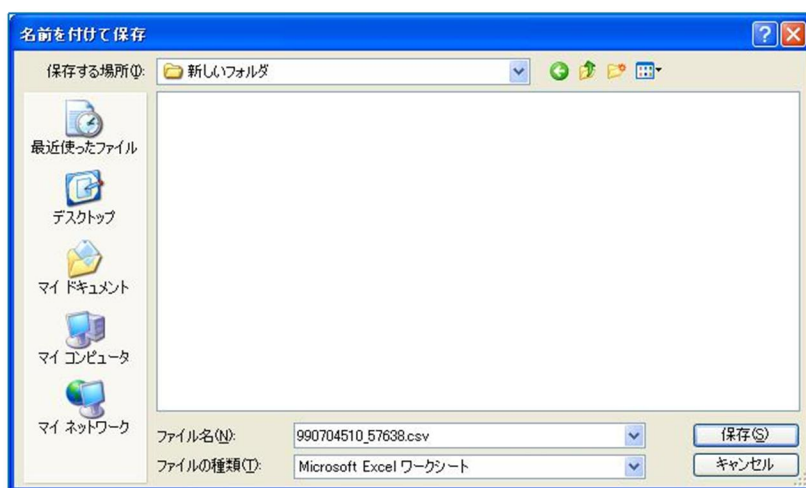 名前を付けて保存
保存する場所(I):
新しいフォルダ
最近使ったファイル
デスクトップ
マイ ドキュメント
マイ コンピュータ
マイ ネットワーク
ファイル名(N):
990704510_57638.csv
保存(S)
ファイルの種類(T):
Microsoft Excel ワークシート
キャンセル